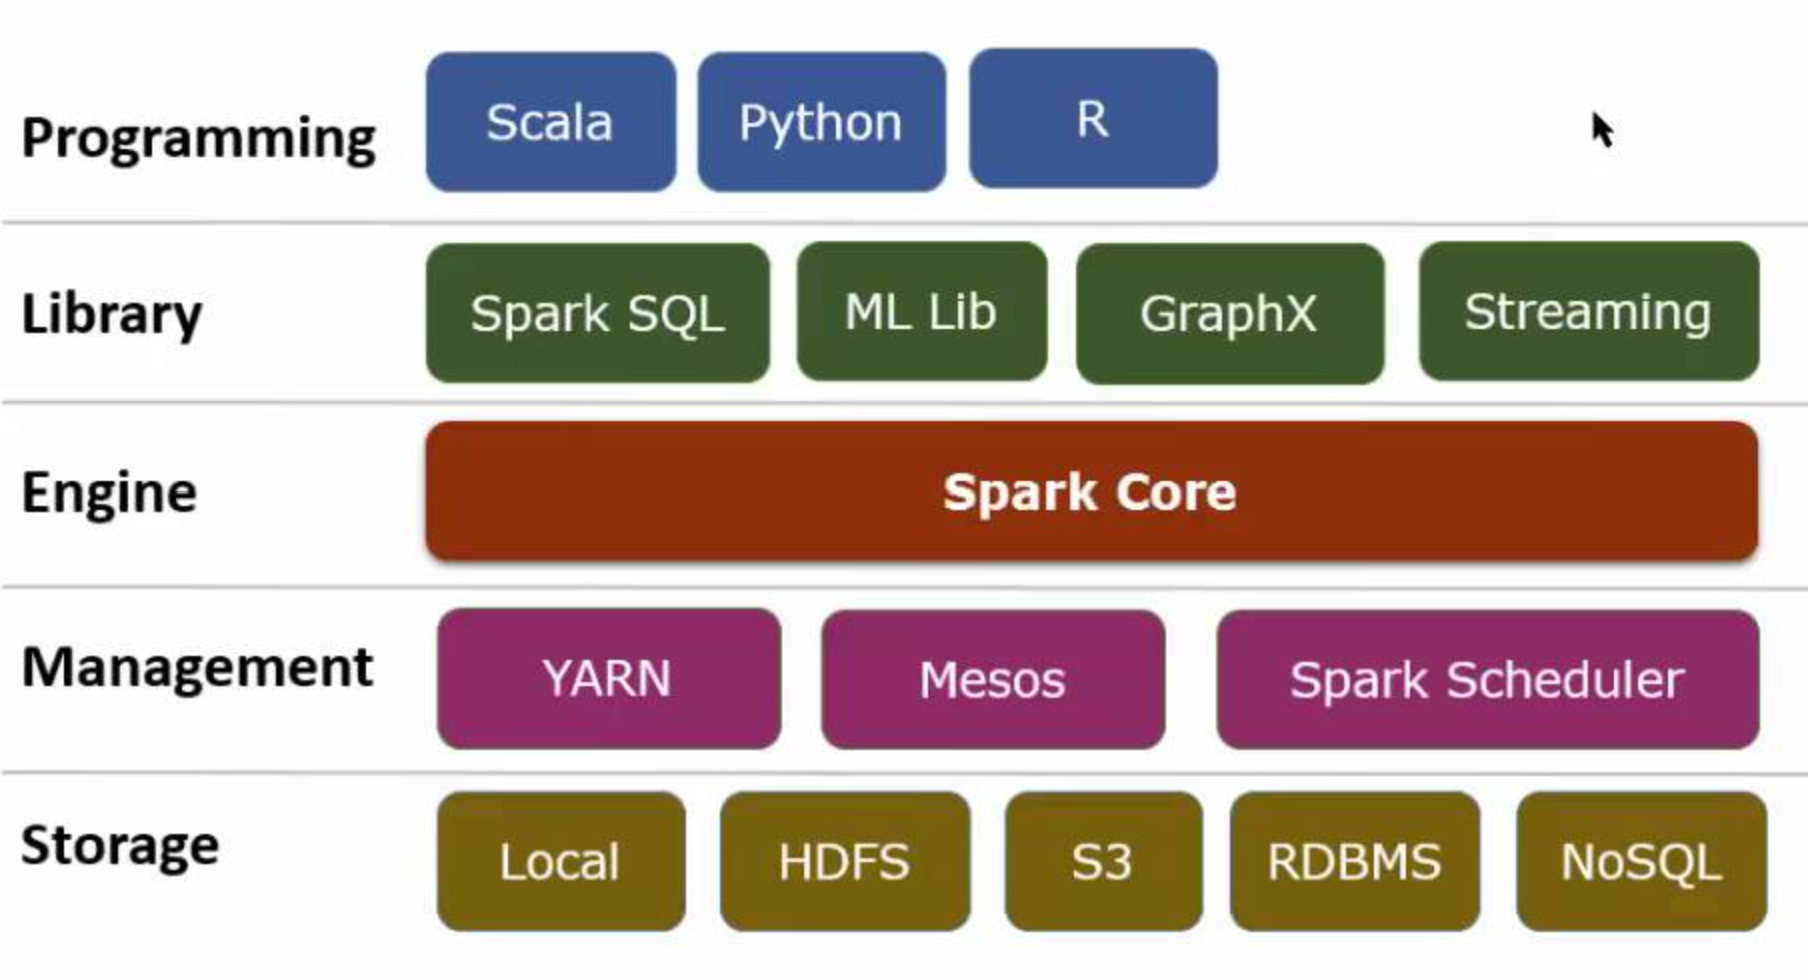 Programming
Scala
Python
R
Library
Spark SQL
ML Lib
GraphX
Streaming
Engine
Spark Core
Management
YARN
Mesos
Spark Scheduler
Storage
Local
HDFS
S3
RDBMS
NoSQL